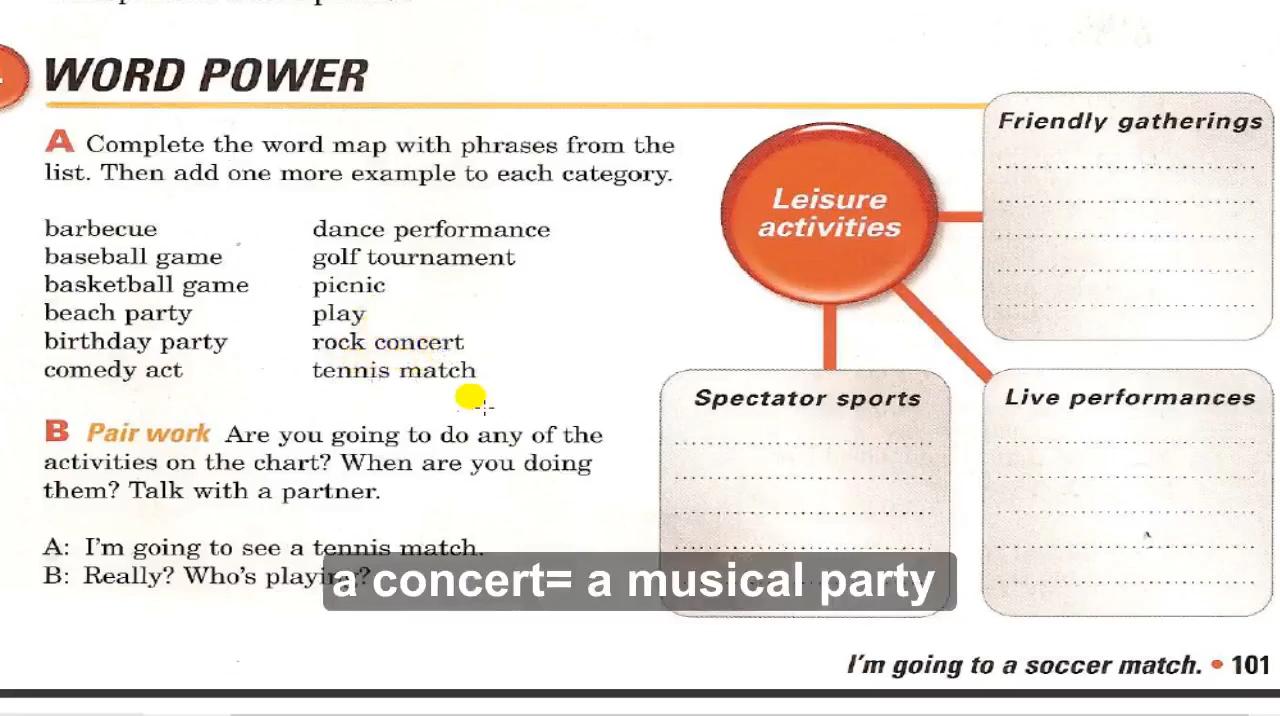 WORD POWER
A Complete the word map with phrases from the
list. Then add one more example to each category.
barbecue
baseball game
basketball game
beach party
birthday party
comedy act
dance performance
golf tournament
picnic
play
rock concert
tennis match
B Pair work Are you going to do any of the
activities on the chart? When are you doing
them? Talk with a partner.
A: I'm going to see a tennis match.
B: Really? Who's playing?
Leisure
activities
Friendly gatherings
Spectator sports
Live performances
a concert= a musical party
I'm going to a soccer match. • 101